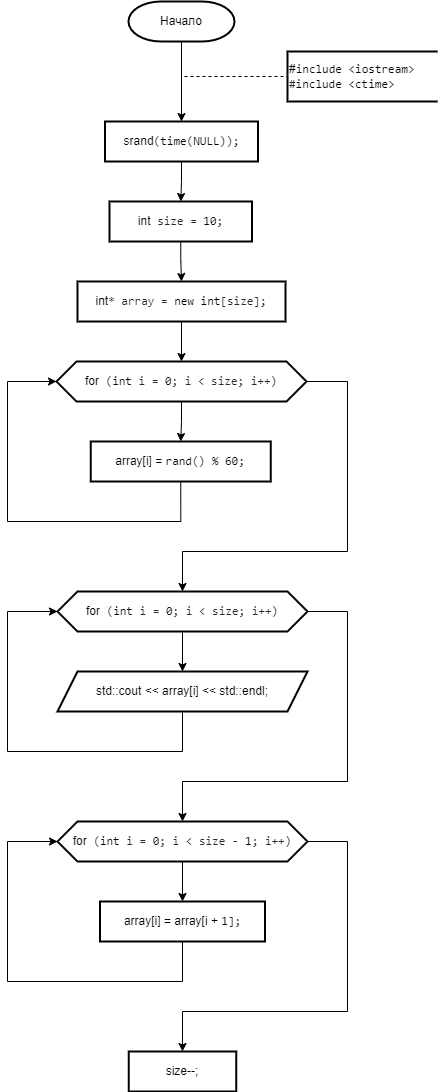 Начало
#include <iostream>
#include <ctime>
srand(time(NULL));
int size = 10;
int* array = new int[size];
for (int i = 0; i < size; i++)
array[i] = rand() % 60;
for (int i = 0; i < size; i++)
std::cout << array[i] << std::endl;
for (int i = 0; i < size - 1; i++)
array[i] = array[i + 1];
size--;